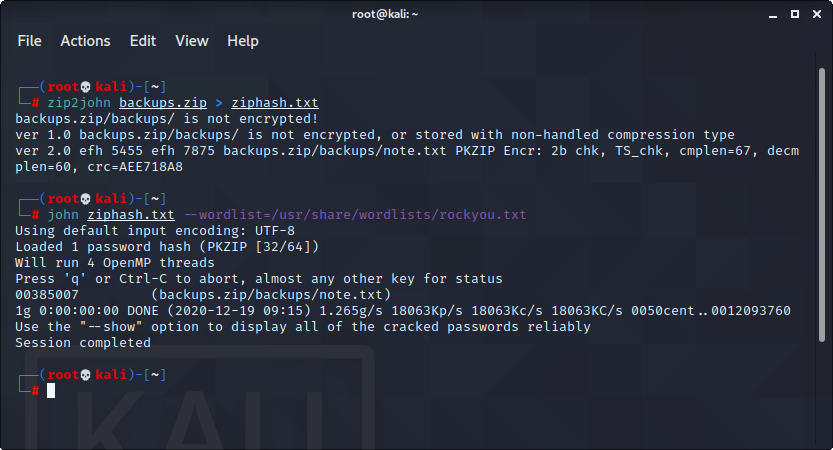 root@kali: ~
File Actions Edit View Help
┌──(root💀kali)-[~]
└─# zip2john backups.zip > ziphash.txt
backups.zip/backups/ is not encrypted!
ver 1.0 backups.zip/backups/ is not encrypted, or stored with non-handled compression type
ver 2.0 efh 5455 efh 7875 backups.zip/backups/note.txt PKZIP Encr: 2b chk, TS_chk, cmplen=67, decm
plen=60, crc=AEE718A8
┌──(root💀kali)-[~]
└─# john ziphash.txt --wordlist=/usr/share/wordlists/rockyou.txt
Using default input encoding: UTF-8
Loaded 1 password hash (PKZIP [32/64])
Will run 4 OpenMP threads
Press 'q' or Ctrl-C to abort, almost any other key for status
00385007         (backups.zip/backups/note.txt)
1g 0:00:00:00 DONE (2020-12-19 09:15) 1.265g/s 18063Kp/s 18063Kc/s 18063KC/s 0050cent..0012093760
Use the "--show" option to display all of the cracked passwords reliably
Session completed
┌──(root💀kali)-[~]
└─#
KALI